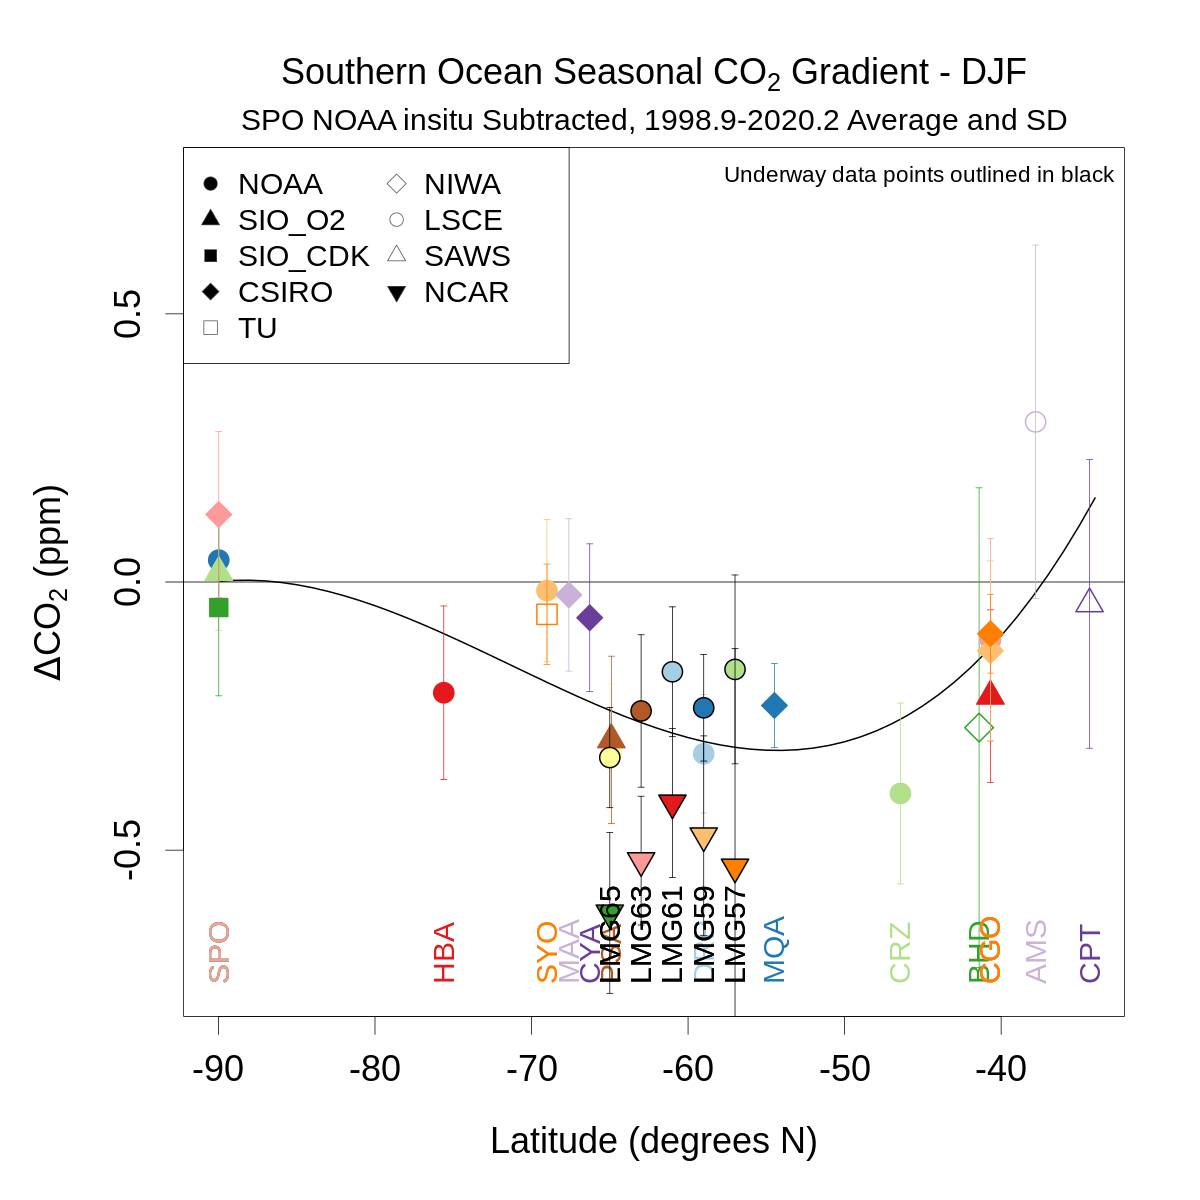 Southern Ocean Seasonal CO2 Gradient - DJF
SPO NOAA insitu Subtracted, 1998.9-2020.2 Average and SD
Underway data points outlined in black
NOAA
SIO_O2
SIO_CDK
CSIRO
TU
NIWA
LSCE
SAWS
NCAR
ΔCO2 (ppm)
0.5
0.0
-0.5
SPO
HBA
SYO
MAA
CYA
LMG65
LMG63
LMG61
LMG59
LMG57
MQA
CRZ
CGO
AMS
CPT
-90
-80
-70
-60
-50
-40
Latitude (degrees N)